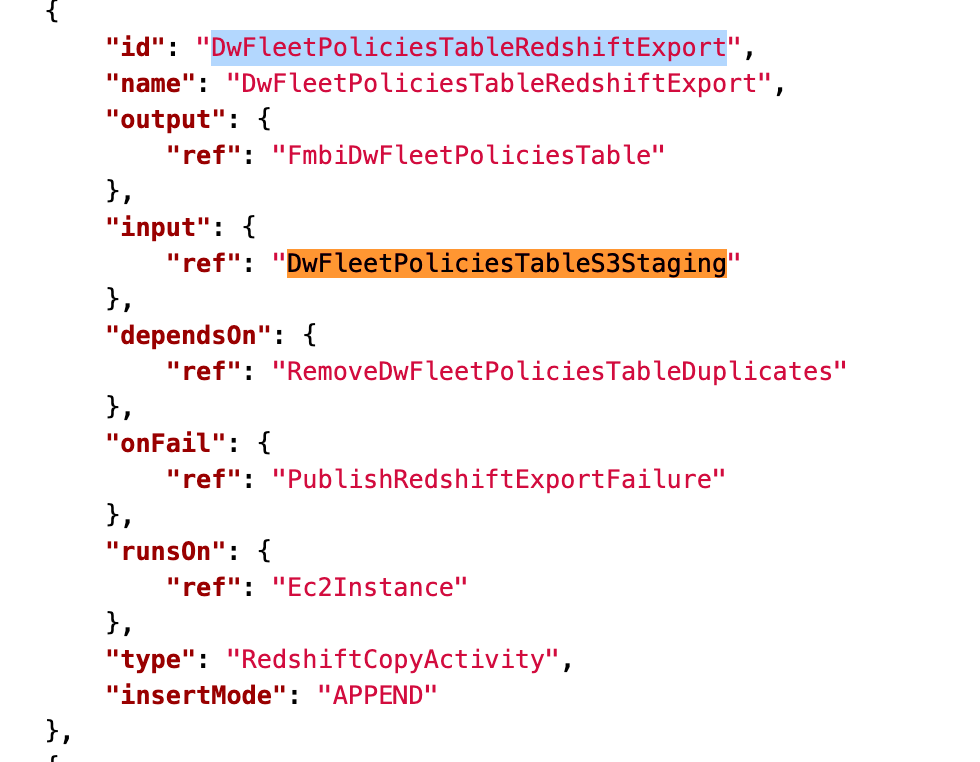 {
"id": "DwFleetPoliciesTableRedshiftExport",
"name": "DwFleetPoliciesTableRedshiftExport",
"output": {
"ref": "FmbiDwFleetPoliciesTable"
},
"input": {
"ref": "DwFleetPoliciesTableS3Staging"
},
"dependsOn": {
"ref": "RemoveDwFleetPoliciesTableDuplicates"
},
"onFail": {
"ref": "PublishRedshiftExportFailure"
},
"runsOn": {
"ref": "Ec2Instance"
},
"type": "RedshiftCopyActivity",
"insertMode": "APPEND"
},
{